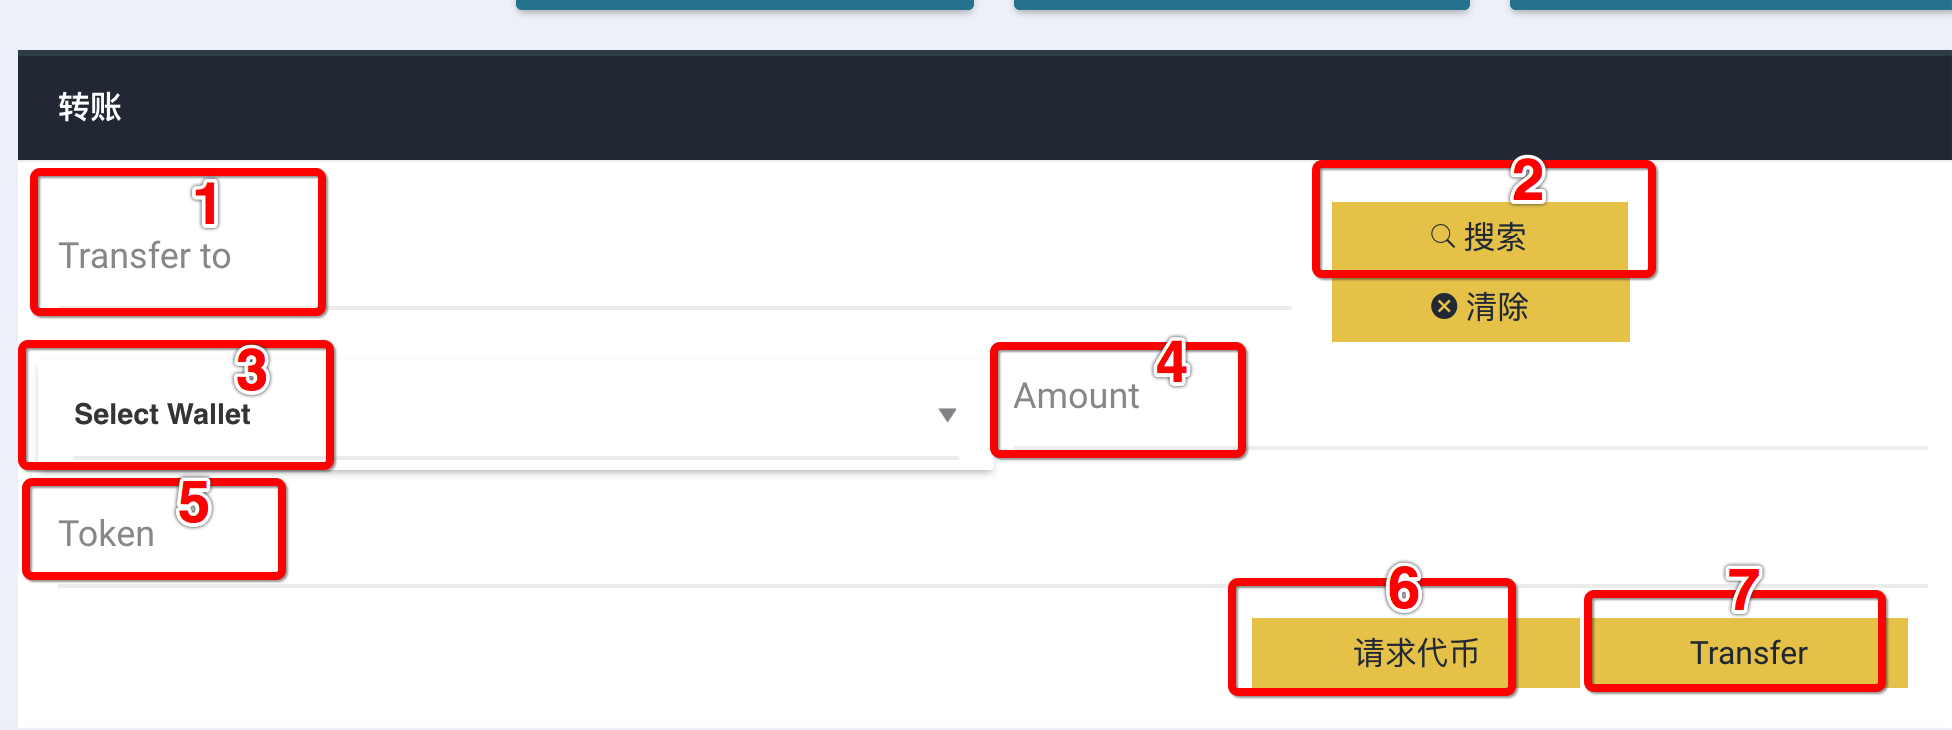 转账
1
Transfer to
2
搜索
清除
3
Select Wallet
4
Amount
5
Token
6
请求代币
7
Transfer